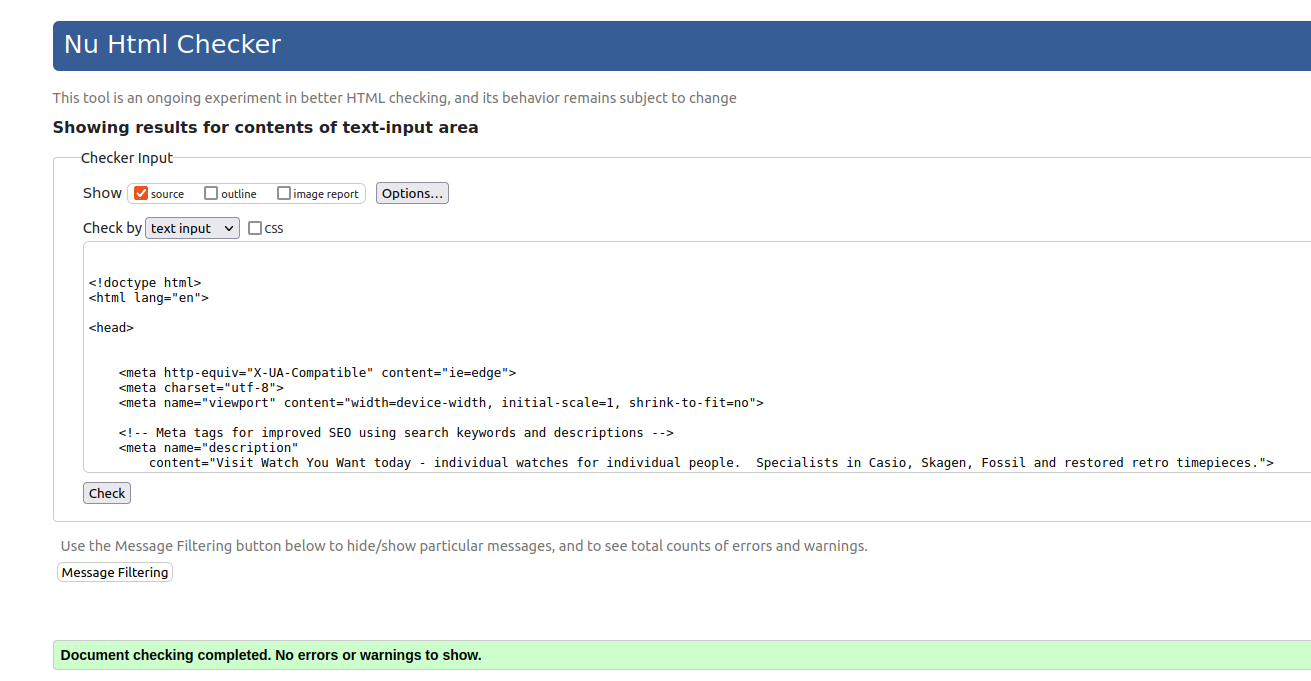 Nu Html Checker
This tool is an ongoing experiment in better HTML checking, and its behavior remains subject to change
Showing results for contents of text-input area
Checker Input
Show source outline image report Options...
Check by text input css
<!doctype html>
<html lang="en">
<head>
<meta http-equiv="X-UA-Compatible" content="ie=edge">
<meta charset="utf-8">
<meta name="viewport" content="width=device-width, initial-scale=1, shrink-to-fit=no">
<!-- Meta tags for improved SEO using search keywords and descriptions -->
<meta name="description"
content="Visit Watch You Want today - individual watches for individual people.  Specialists in Casio, Skagen, Fossil and restored retro timepieces.">
Check
Use the Message Filtering button below to hide/show particular messages, and to see total counts of errors and warnings.
Message Filtering
Document checking completed. No errors or warnings to show.